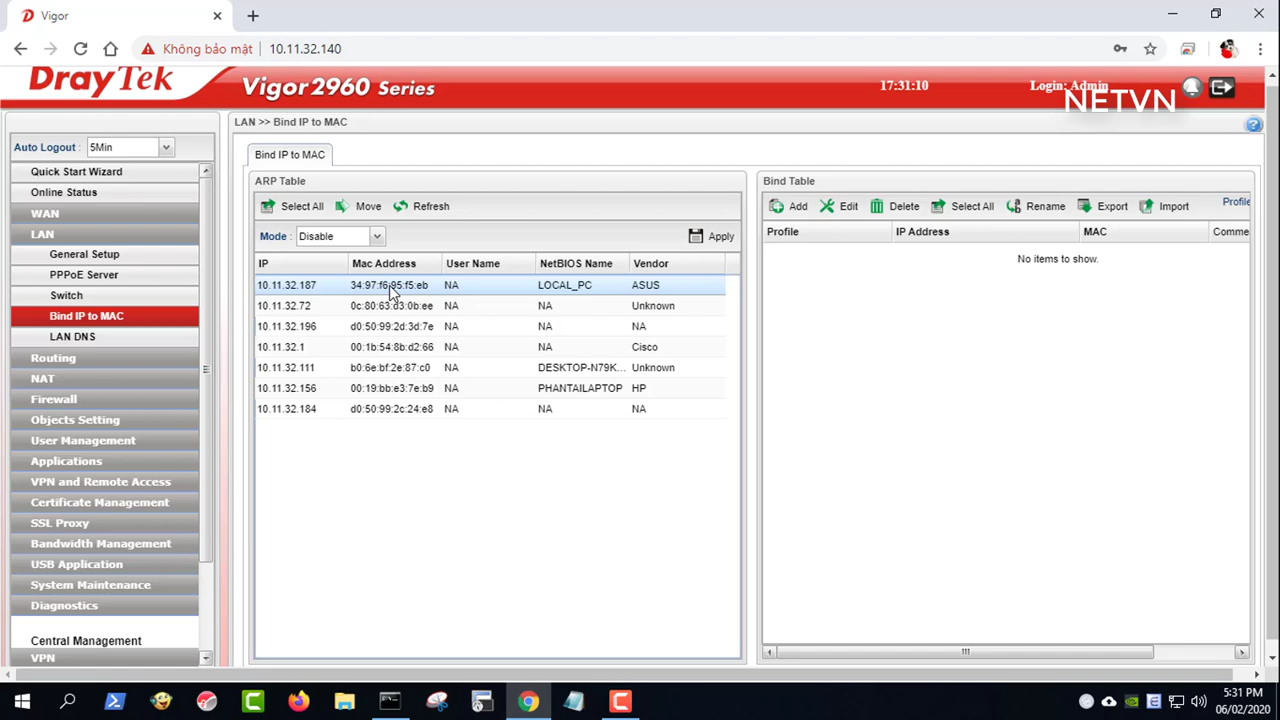 Vigor
Không bảo mật
10.11.32.140
DrayTek
Vigor2960 Series
17:31:10
Login: Admin
NETVN
Auto Logout :
5Min
Quick Start Wizard
Online Status
WAN
LAN
General Setup
PPPoE Server
Switch
Bind IP to MAC
LAN DNS
Routing
NAT
Firewall
Objects Setting
User Management
Applications
VPN and Remote Access
Certificate Management
SSL Proxy
Bandwidth Management
USB Application
System Maintenance
Diagnostics
Central Management
VPN
LAN >> Bind IP to MAC
Bind IP to MAC
ARP Table
Select All Move Refresh
Mode : Disable Apply
IP Mac Address User Name NetBIOS Name Vendor
10.11.32.187 34:97:f6:95:f5:eb NA LOCAL_PC ASUS
10.11.32.72 0c:80:63:d3:0b:ee NA NA Unknown
10.11.32.196 d0:50:99:2d:3d:7e NA NA NA
10.11.32.1 00:1b:54:8b:d2:66 NA NA Cisco
10.11.32.111 b0:6e:bf:2e:87:c0 NA DESKTOP-N79K... Unknown
10.11.32.156 00:19:bb:e3:7e:b9 NA PHANTAILAPTOP HP
10.11.32.184 d0:50:99:2c:24:e8 NA NA NA
Bind Table
Add Edit Delete Select All Rename Export Import Profile
Profile IP Address MAC Comme
No items to show.
5:31 PM
06/02/2020